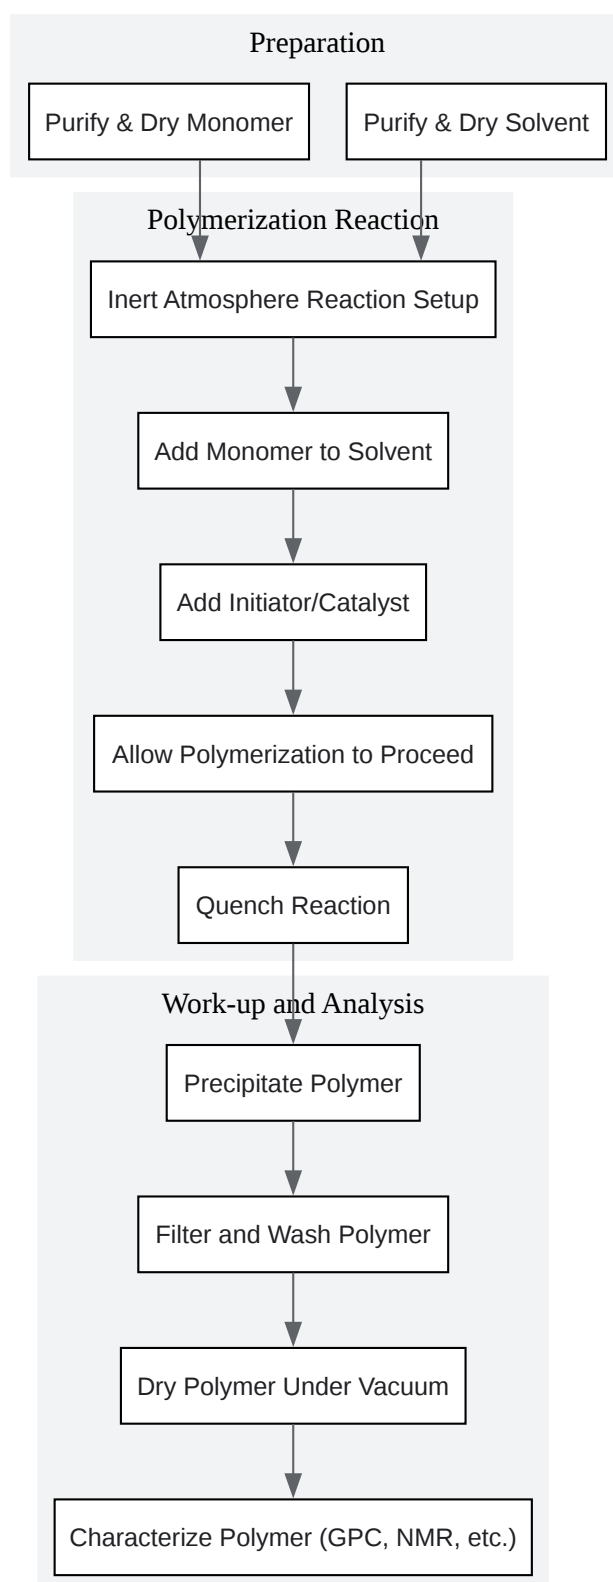 Preparation
Purify & Dry Monomer
Purify & Dry Solvent
Polymerization Reaction
Inert Atmosphere Reaction Setup
Add Monomer to Solvent
Add Initiator/Catalyst
Allow Polymerization to Proceed
Quench Reaction
Work-up and Analysis
Precipitate Polymer
Filter and Wash Polymer
Dry Polymer Under Vacuum
Characterize Polymer (GPC, NMR, etc.)